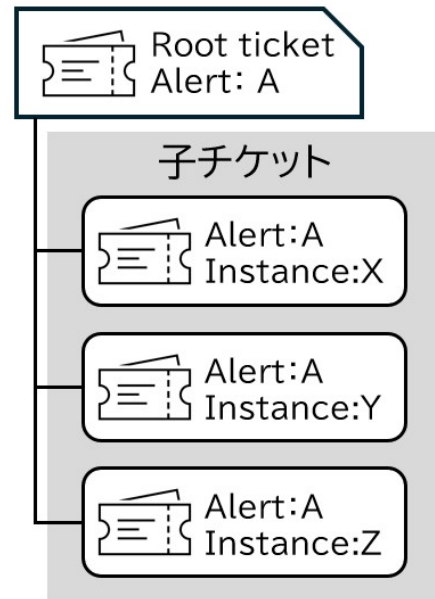 Root ticket
Alert: A
子チケット
Alert:A
Instance:X
Alert:A
Instance:Y
Alert:A
Instance:Z